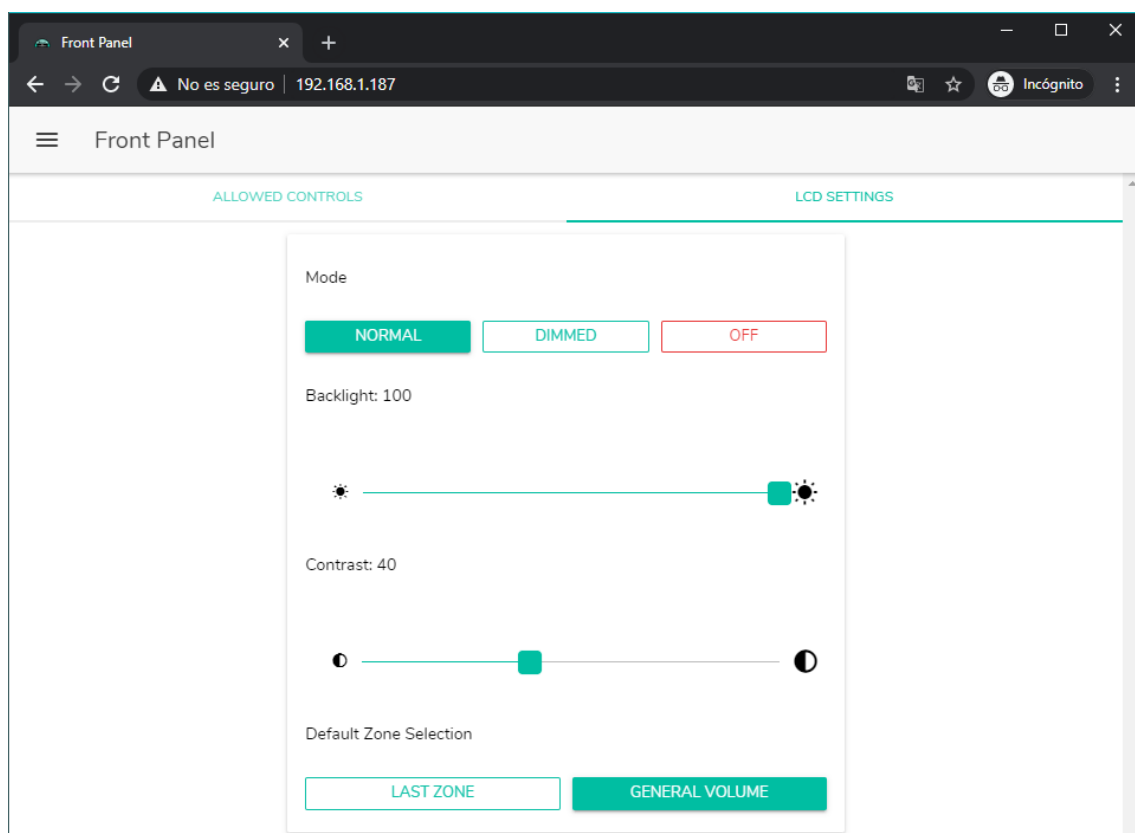 Front Panel
No es seguro 192.168.1.187 Incógnito
Front Panel
ALLOWED CONTROLS LCD SETTINGS
Mode
NORMAL DIMMED OFF
Backlight: 100
Contrast: 40
Default Zone Selection
LAST ZONE GENERAL VOLUME